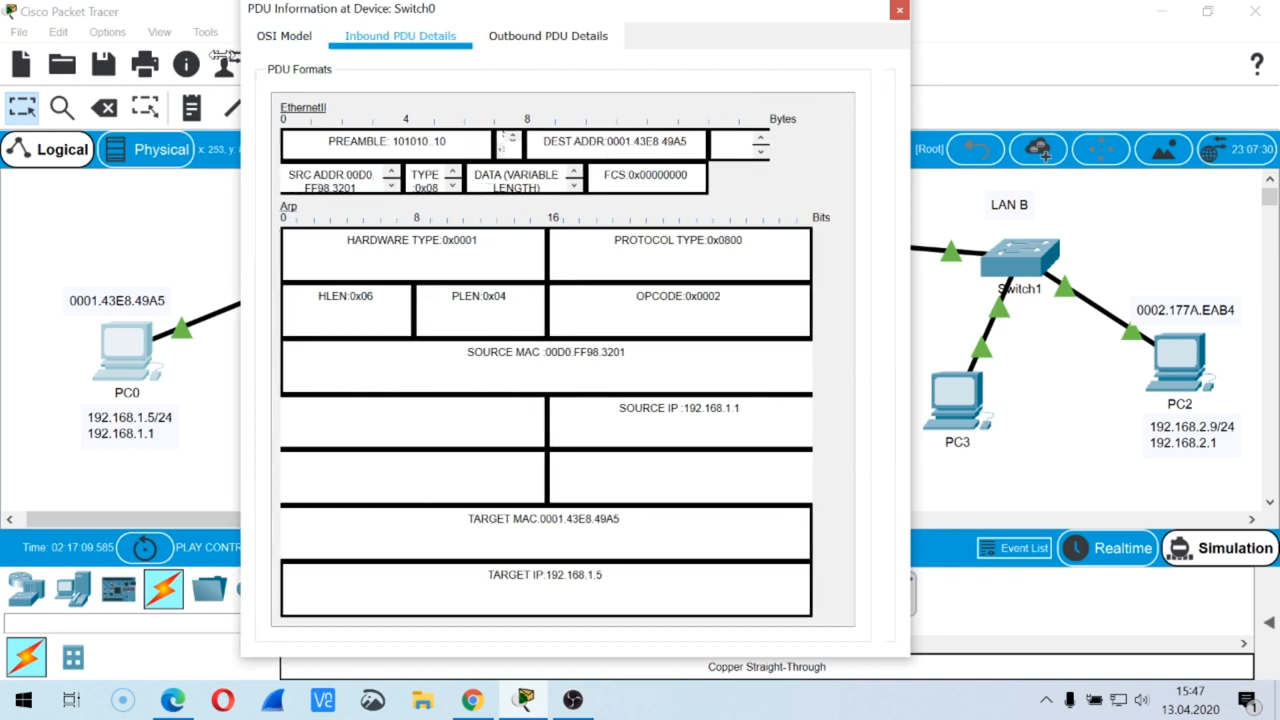 Cisco Packet Tracer
PDU Information at Device: Switch0
File Edit Options View Tools
OSI Model Inbound PDU Details Outbound PDU Details
PDU Formats
EthernetII
0 4 8 Bytes
PREAMBLE: 101010..10
DEST ADDR:0001.43E8 49A5
SRC ADDR:00D0.
FF98.3201
TYPE
:0x08
DATA (VARIABLE
LENGTH)
FCS:0x00000000
Arp
0 8 16 Bits
HARDWARE TYPE:0x0001 PROTOCOL TYPE:0x0800
HLEN:0x06 PLEN:0x04 OPCODE:0x0002
SOURCE MAC :00D0.FF98.3201
SOURCE IP :192.168.1.1
TARGET MAC.0001.43E8.49A5
TARGET IP:192.168.1.5
Logical Physical x: 253, y:
[Root] 23:07:30
0001.43E8.49A5
PC0
192.168.1.5/24
192.168.1.1
LAN B
Switch1
0002.177A.EAB4
PC2
192.168.2.9/24
192.168.2.1
PC3
Time: 02:17:09 585 PLAY CONTR
Event List Realtime Simulation
Copper Straight-Through
15:47
13.04.2020
1